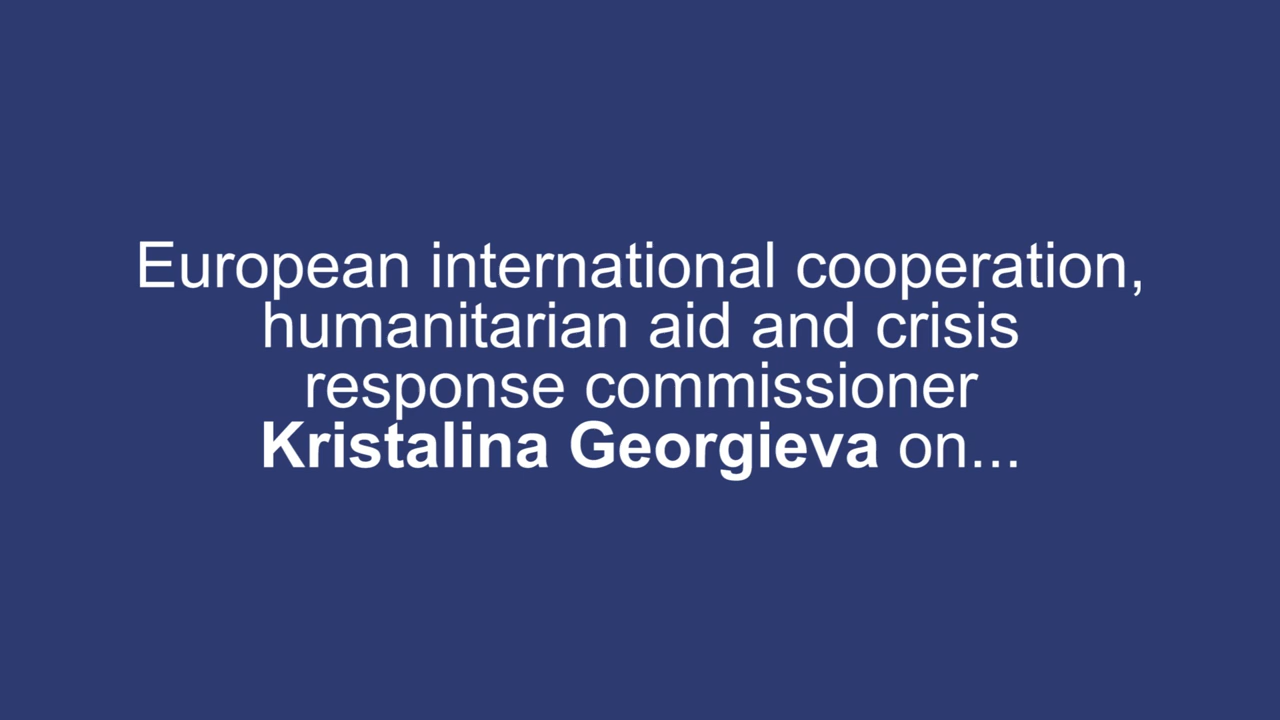 European international cooperation,
humanitarian aid and crisis
response commissioner
Kristalina Georgieva on...